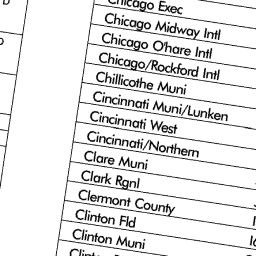 Chicago Exec
Chicago Midway Intl
Chicago O'hare Intl
Chicago/Rockford Intl
Chillicothe Muni
Cincinnati Muni/Lunken
Cincinnati West
Cincinnati/Northern
Clare Muni
Clark Rgnl
Clermont County
Clinton Fld
Clinton Muni